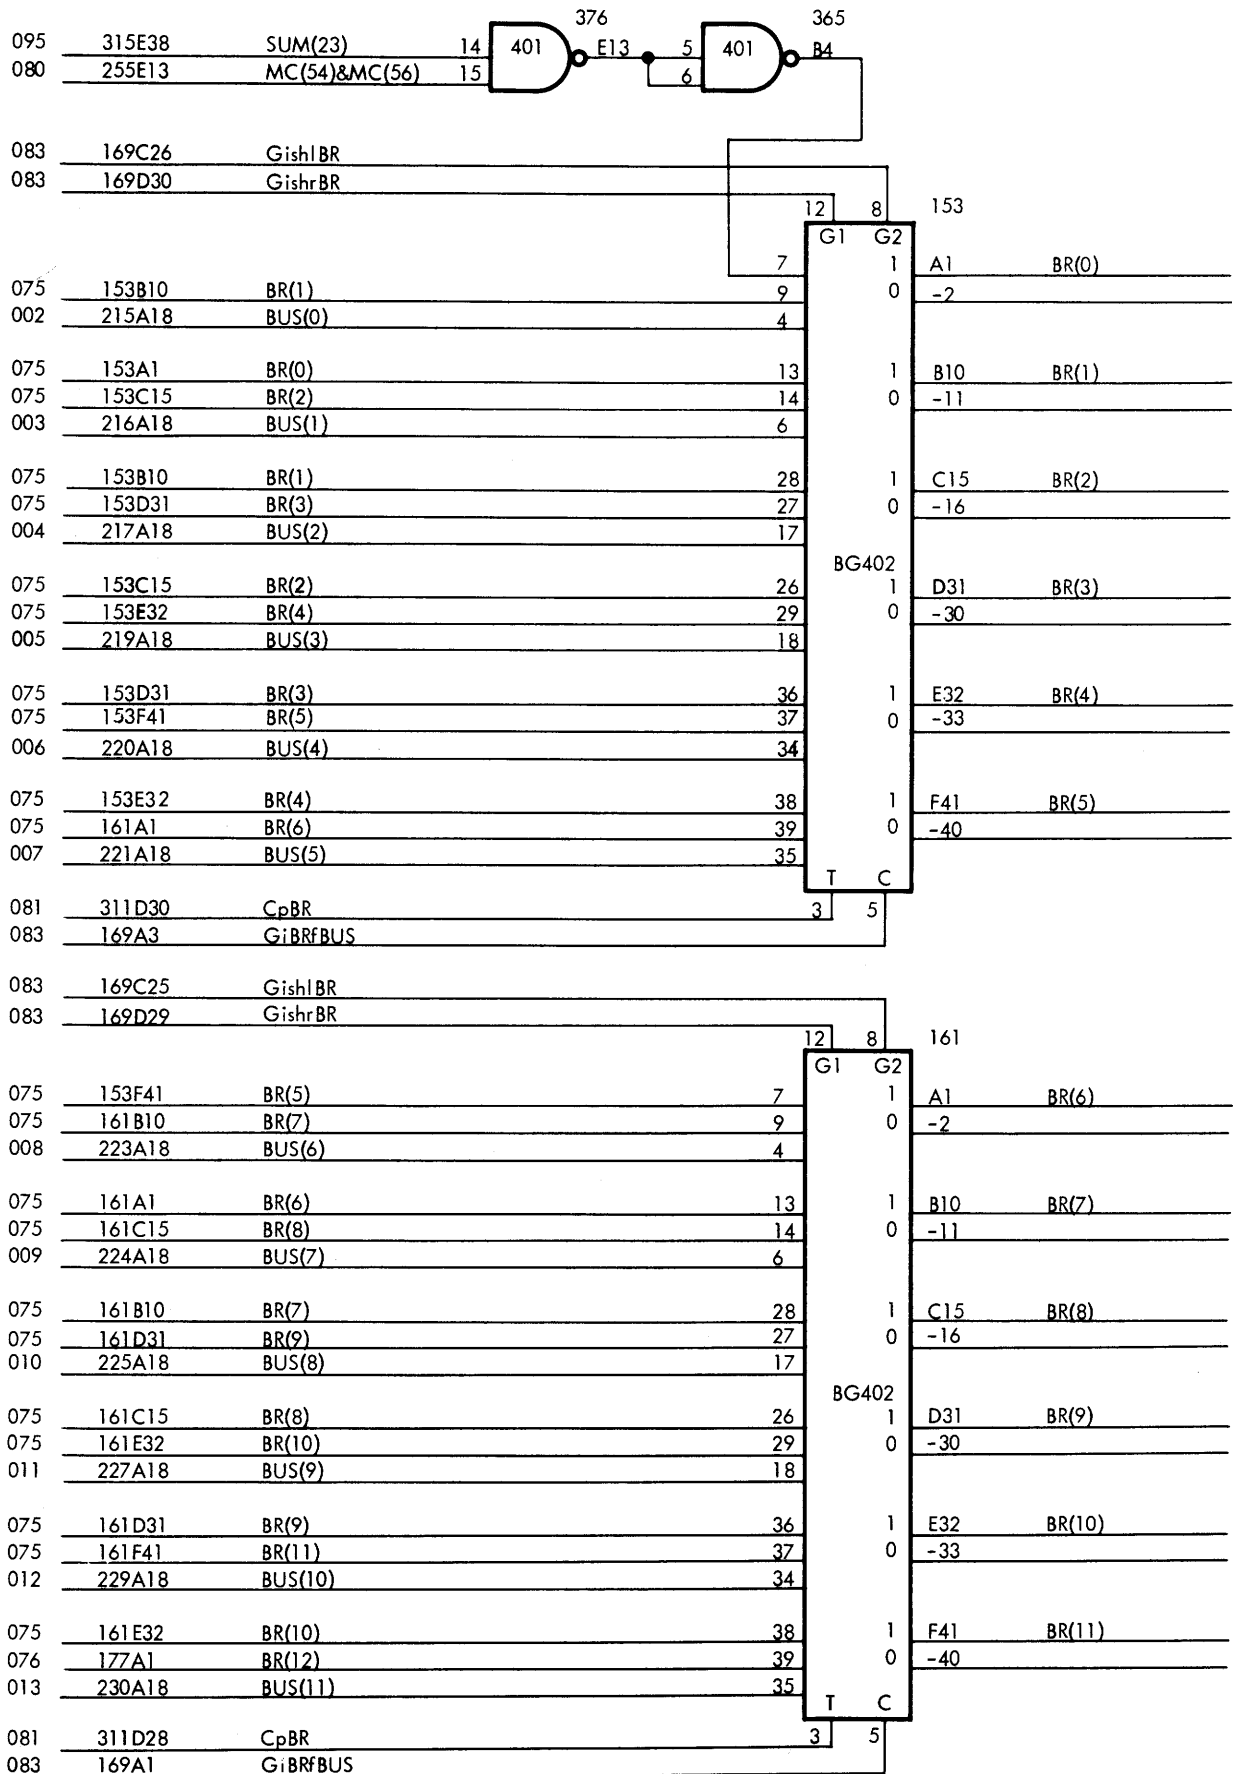 376 365
095 315E38 SUM(23) 14 401 E13 5 401 B4
080 255E13 MC(54)&MC(56) 15 6
083 169C26 GishlBR
083 169D30 GishrBR
12 8 153
G1 G2
7 1 A1 BR(0)
075 153B10 BR(1) 9 0 -2
002 215A18 BUS(0) 4
075 153A1 BR(0) 13 1 B10 BR(1)
075 153C15 BR(2) 14 0 -11
003 216A18 BUS(1) 6
075 153B10 BR(1) 28 1 C15 BR(2)
075 153D31 BR(3) 27 0 -16
004 217A18 BUS(2) 17
BG402
075 153C15 BR(2) 26 1 D31 BR(3)
075 153E32 BR(4) 29 0 -30
005 219A18 BUS(3) 18
075 153D31 BR(3) 36 1 E32 BR(4)
075 153F41 BR(5) 37 0 -33
006 220A18 BUS(4) 34
075 153E32 BR(4) 38 1 F41 BR(5)
075 161A1 BR(6) 39 0 -40
007 221A18 BUS(5) 35
T C
081 311D30 CpBR 3 5
083 169A3 GiBRfBUS
083 169C25 GishlBR
083 169D29 GishrBR
12 8 161
G1 G2
075 153F41 BR(5) 7 1 A1 BR(6)
075 161B10 BR(7) 9 0 -2
008 223A18 BUS(6) 4
075 161A1 BR(6) 13 1 B10 BR(7)
075 161C15 BR(8) 14 0 -11
009 224A18 BUS(7) 6
075 161B10 BR(7) 28 1 C15 BR(8)
075 161D31 BR(9) 27 0 -16
010 225A18 BUS(8) 17
BG402
075 161C15 BR(8) 26 1 D31 BR(9)
075 161E32 BR(10) 29 0 -30
011 227A18 BUS(9) 18
075 161D31 BR(9) 36 1 E32 BR(10)
075 161F41 BR(11) 37 0 -33
012 229A18 BUS(10) 34
075 161E32 BR(10) 38 1 F41 BR(11)
076 177A1 BR(12) 39 0 -40
013 230A18 BUS(11) 35
T C
081 311D28 CpBR 3 5
083 169A1 GiBRfBUS